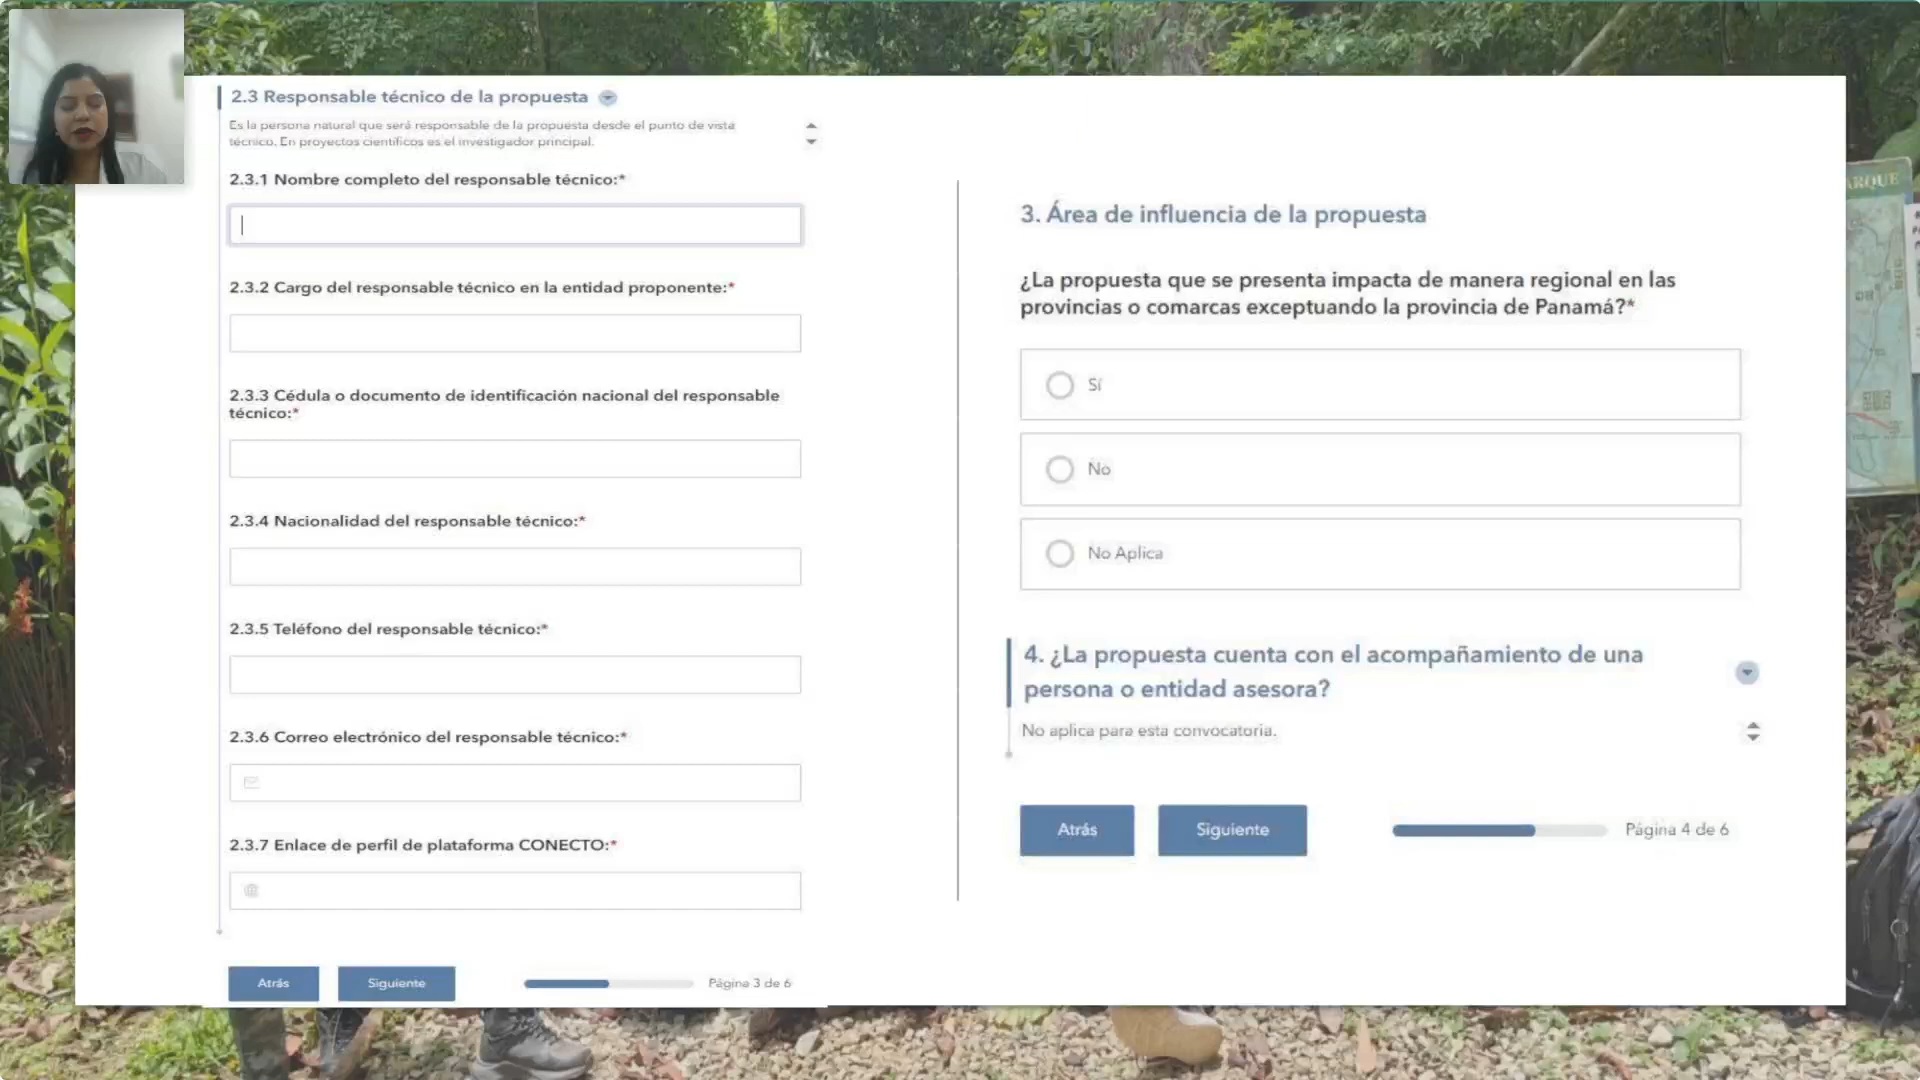 2.3 Responsable técnico de la propuesta
Es la persona natural que será responsable de la propuesta desde el punto de vista
técnico. En proyectos científicos es el investigador principal.
2.3.1 Nombre completo del responsable técnico:*
2.3.2 Cargo del responsable técnico en la entidad proponente:*
2.3.3 Cédula o documento de identificación nacional del responsable
técnico:*
2.3.4 Nacionalidad del responsable técnico:*
2.3.5 Teléfono del responsable técnico:*
2.3.6 Correo electrónico del responsable técnico:*
2.3.7 Enlace de perfil de plataforma CONECTO:*
Atrás
Siguiente
Página 3 de 6
3. Área de influencia de la propuesta
¿La propuesta que se presenta impacta de manera regional en las
provincias o comarcas exceptuando la provincia de Panamá?*
Sí
No
No Aplica
4. ¿La propuesta cuenta con el acompañamiento de una
persona o entidad asesora?
No aplica para esta convocatoria.
Atrás
Siguiente
Página 4 de 6